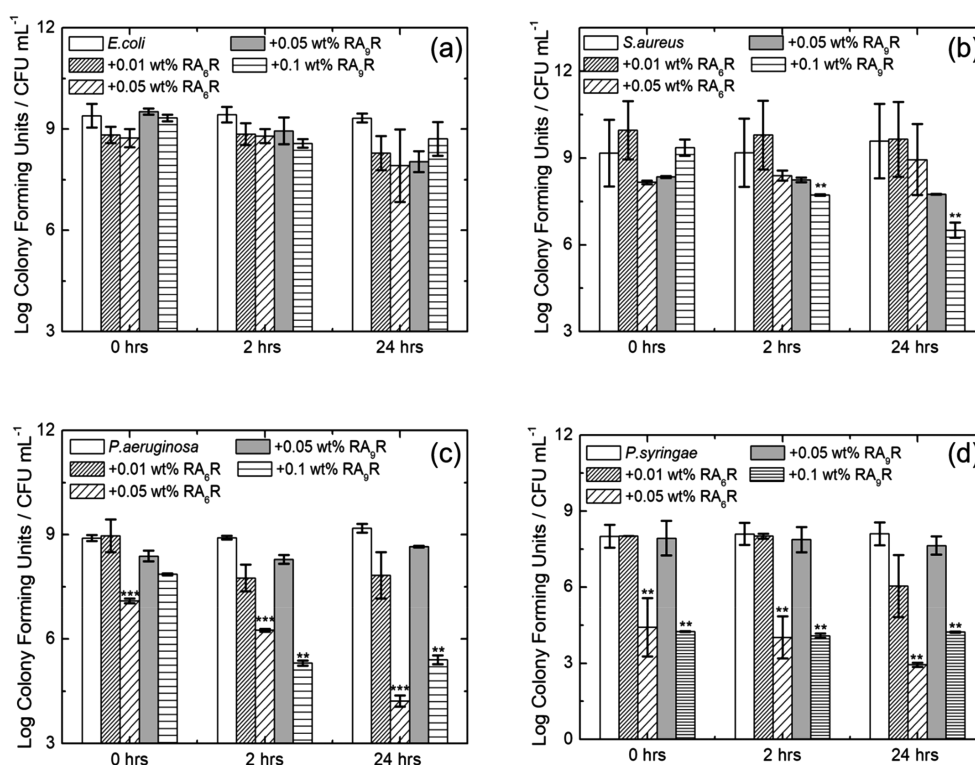 Log Colony Forming Units / CFU mL⁻¹
12
9
6
3
E.coli
+0.01 wt% RA₆R
+0.05 wt% RA₆R
+0.05 wt% RA₉R
+0.1 wt% RA₉R
(a)
0 hrs 2 hrs 24 hrs
Log Colony Forming Units / CFU mL⁻¹
12
9
6
3
S.aureus
+0.01 wt% RA₆R
+0.05 wt% RA₆R
+0.05 wt% RA₉R
+0.1 wt% RA₉R
(b)
**
**
0 hrs 2 hrs 24 hrs
Log Colony Forming Units / CFU mL⁻¹
12
9
6
3
P.aeruginosa
+0.01 wt% RA₆R
+0.05 wt% RA₆R
+0.05 wt% RA₉R
+0.1 wt% RA₉R
(c)
***
***
**
***
**
0 hrs 2 hrs 24 hrs
Log Colony Forming Units / CFU mL⁻¹
12
9
6
3
0
P.syringae
+0.01 wt% RA₆R
+0.05 wt% RA₆R
+0.05 wt% RA₉R
+0.1 wt% RA₉R
(d)
**
**
**
**
**
**
0 hrs 2 hrs 24 hrs